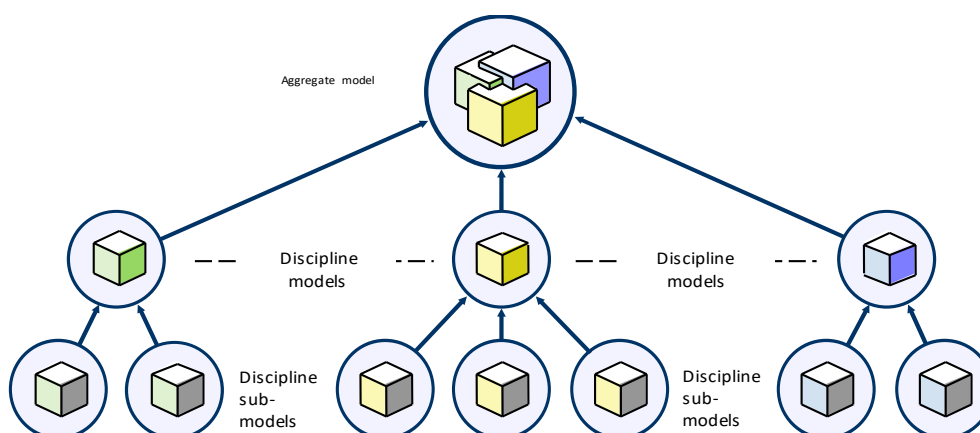 Aggregate model
Discipline
models
Discipline
models
Discipline
sub-
models
Discipline
sub-
models